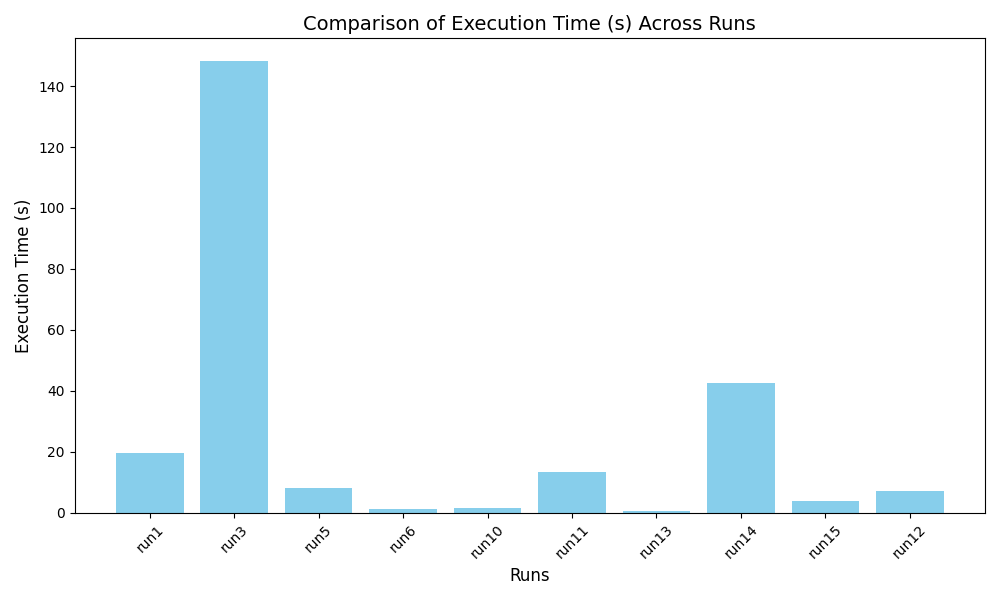 Comparison of Execution Time (s) Across Runs
Execution Time (s)
140
120
100
80
60
40
20
0
run1
run3
run5
run6
run10
run11
run13
run14
run15
run12
Runs